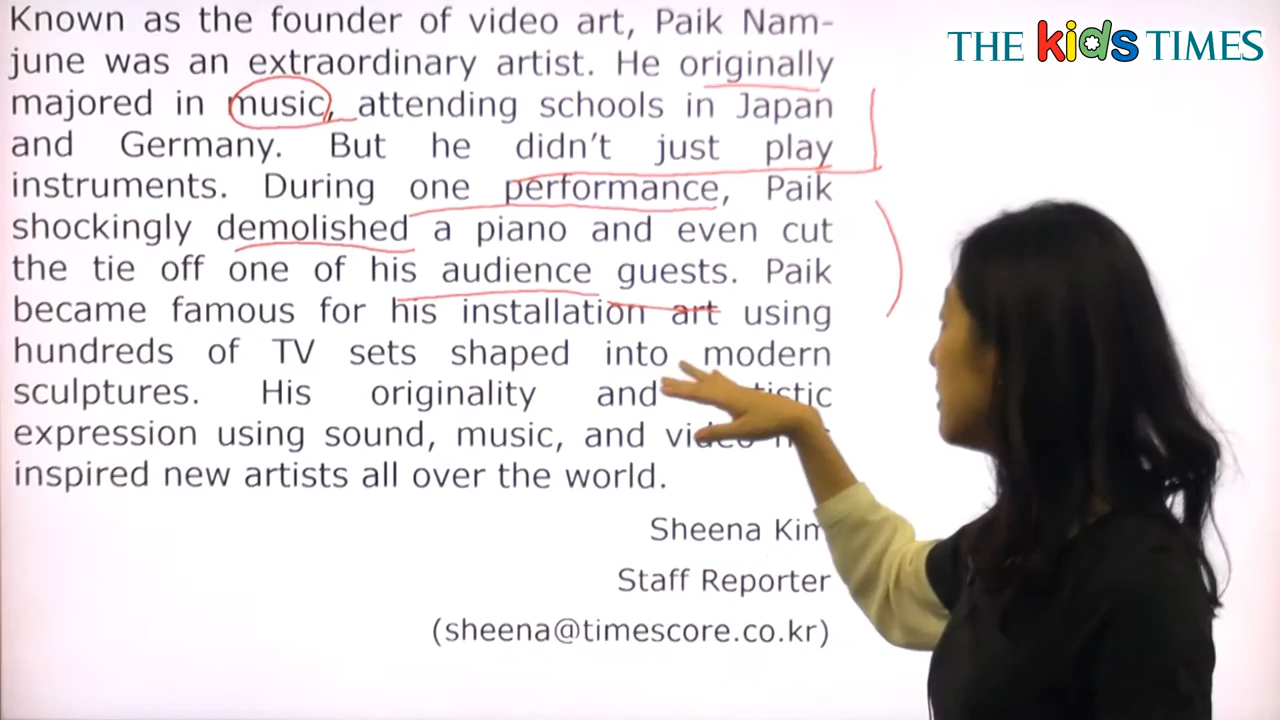 THE kids TIMES
Known as the founder of video art, Paik Nam-
june was an extraordinary artist. He originally
majored in music, attending schools in Japan
and Germany. But he didn't just play
instruments. During one performance, Paik
shockingly demolished a piano and even cut
the tie off one of his audience guests. Paik
became famous for his installation art using
hundreds of TV sets shaped into modern
sculptures. His originality and
expression using sound, music, and video
inspired new artists all over the world.
Sheena Kim
Staff Reporter
(sheena@timescore.co.kr)